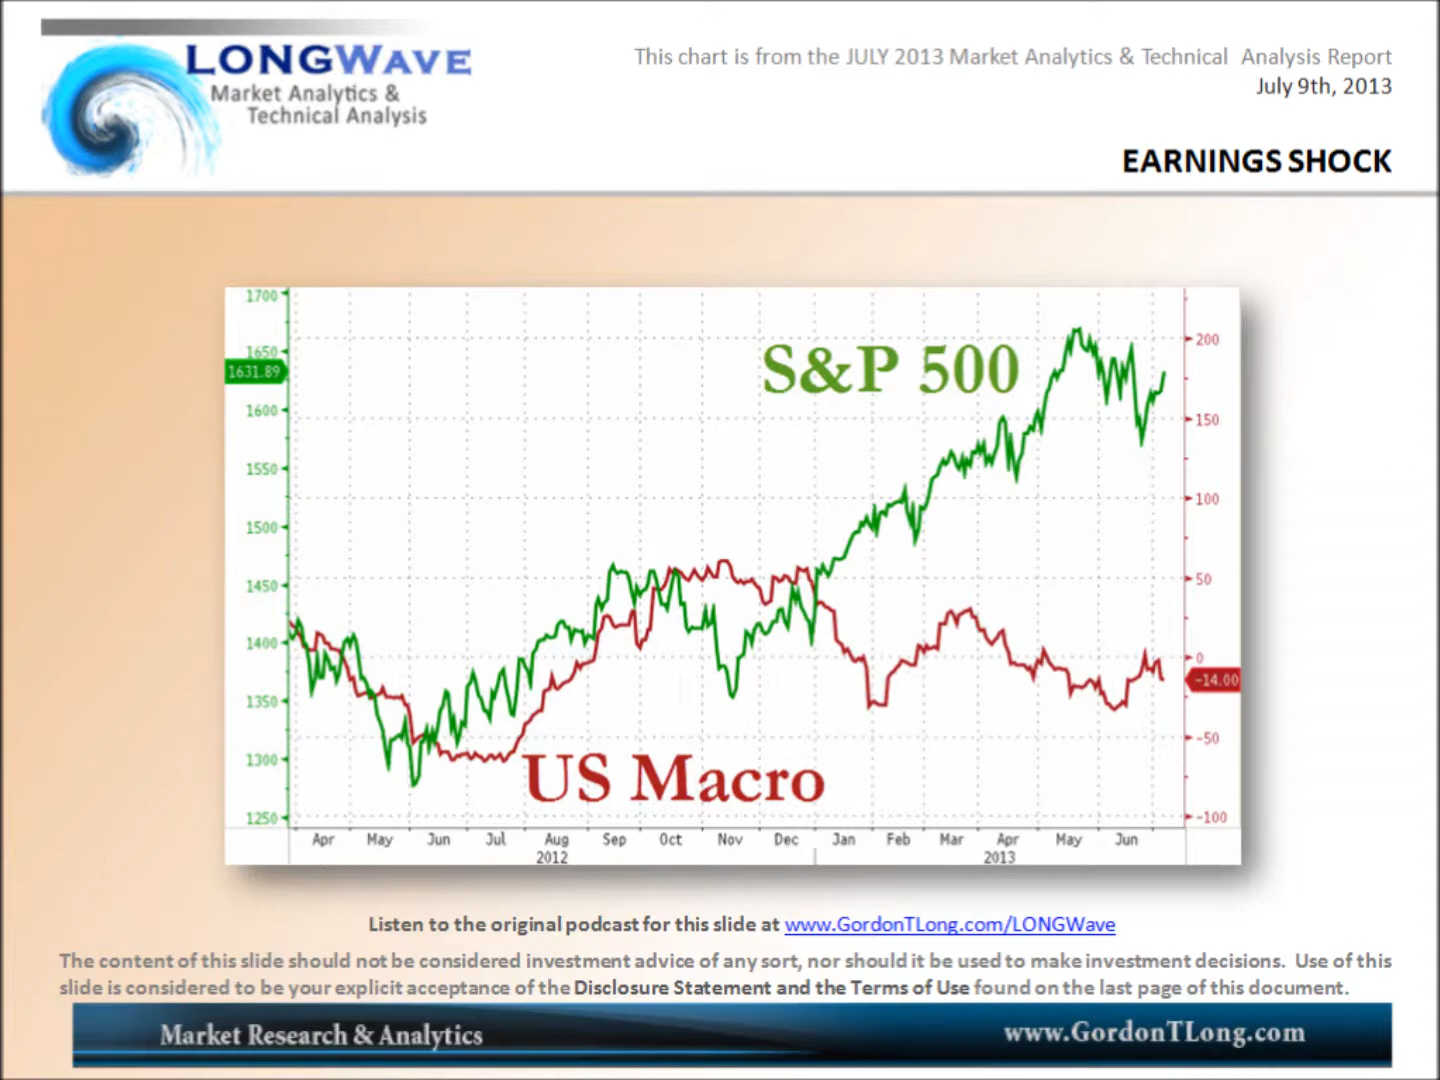 LONGWAVE
Market Analytics &
Technical Analysis
This chart is from the JULY 2013 Market Analytics & Technical Analysis Report
July 9th, 2013
EARNINGS SHOCK
S&P 500
US Macro
1700
1650
1631.89
1600
1550
1500
1450
1400
1350
1300
1250
200
150
100
50
0
-14.00
-50
-100
Apr May Jun Jul Aug Sep Oct Nov Dec Jan Feb Mar Apr May Jun
2012 2013
Listen to the original podcast for this slide at www.GordonTLong.com/LONGWave
The content of this slide should not be considered investment advice of any sort, nor should it be used to make investment decisions. Use of this
slide is considered to be your explicit acceptance of the Disclosure Statement and the Terms of Use found on the last page of this document.
Market Research & Analytics
www.GordonTLong.com